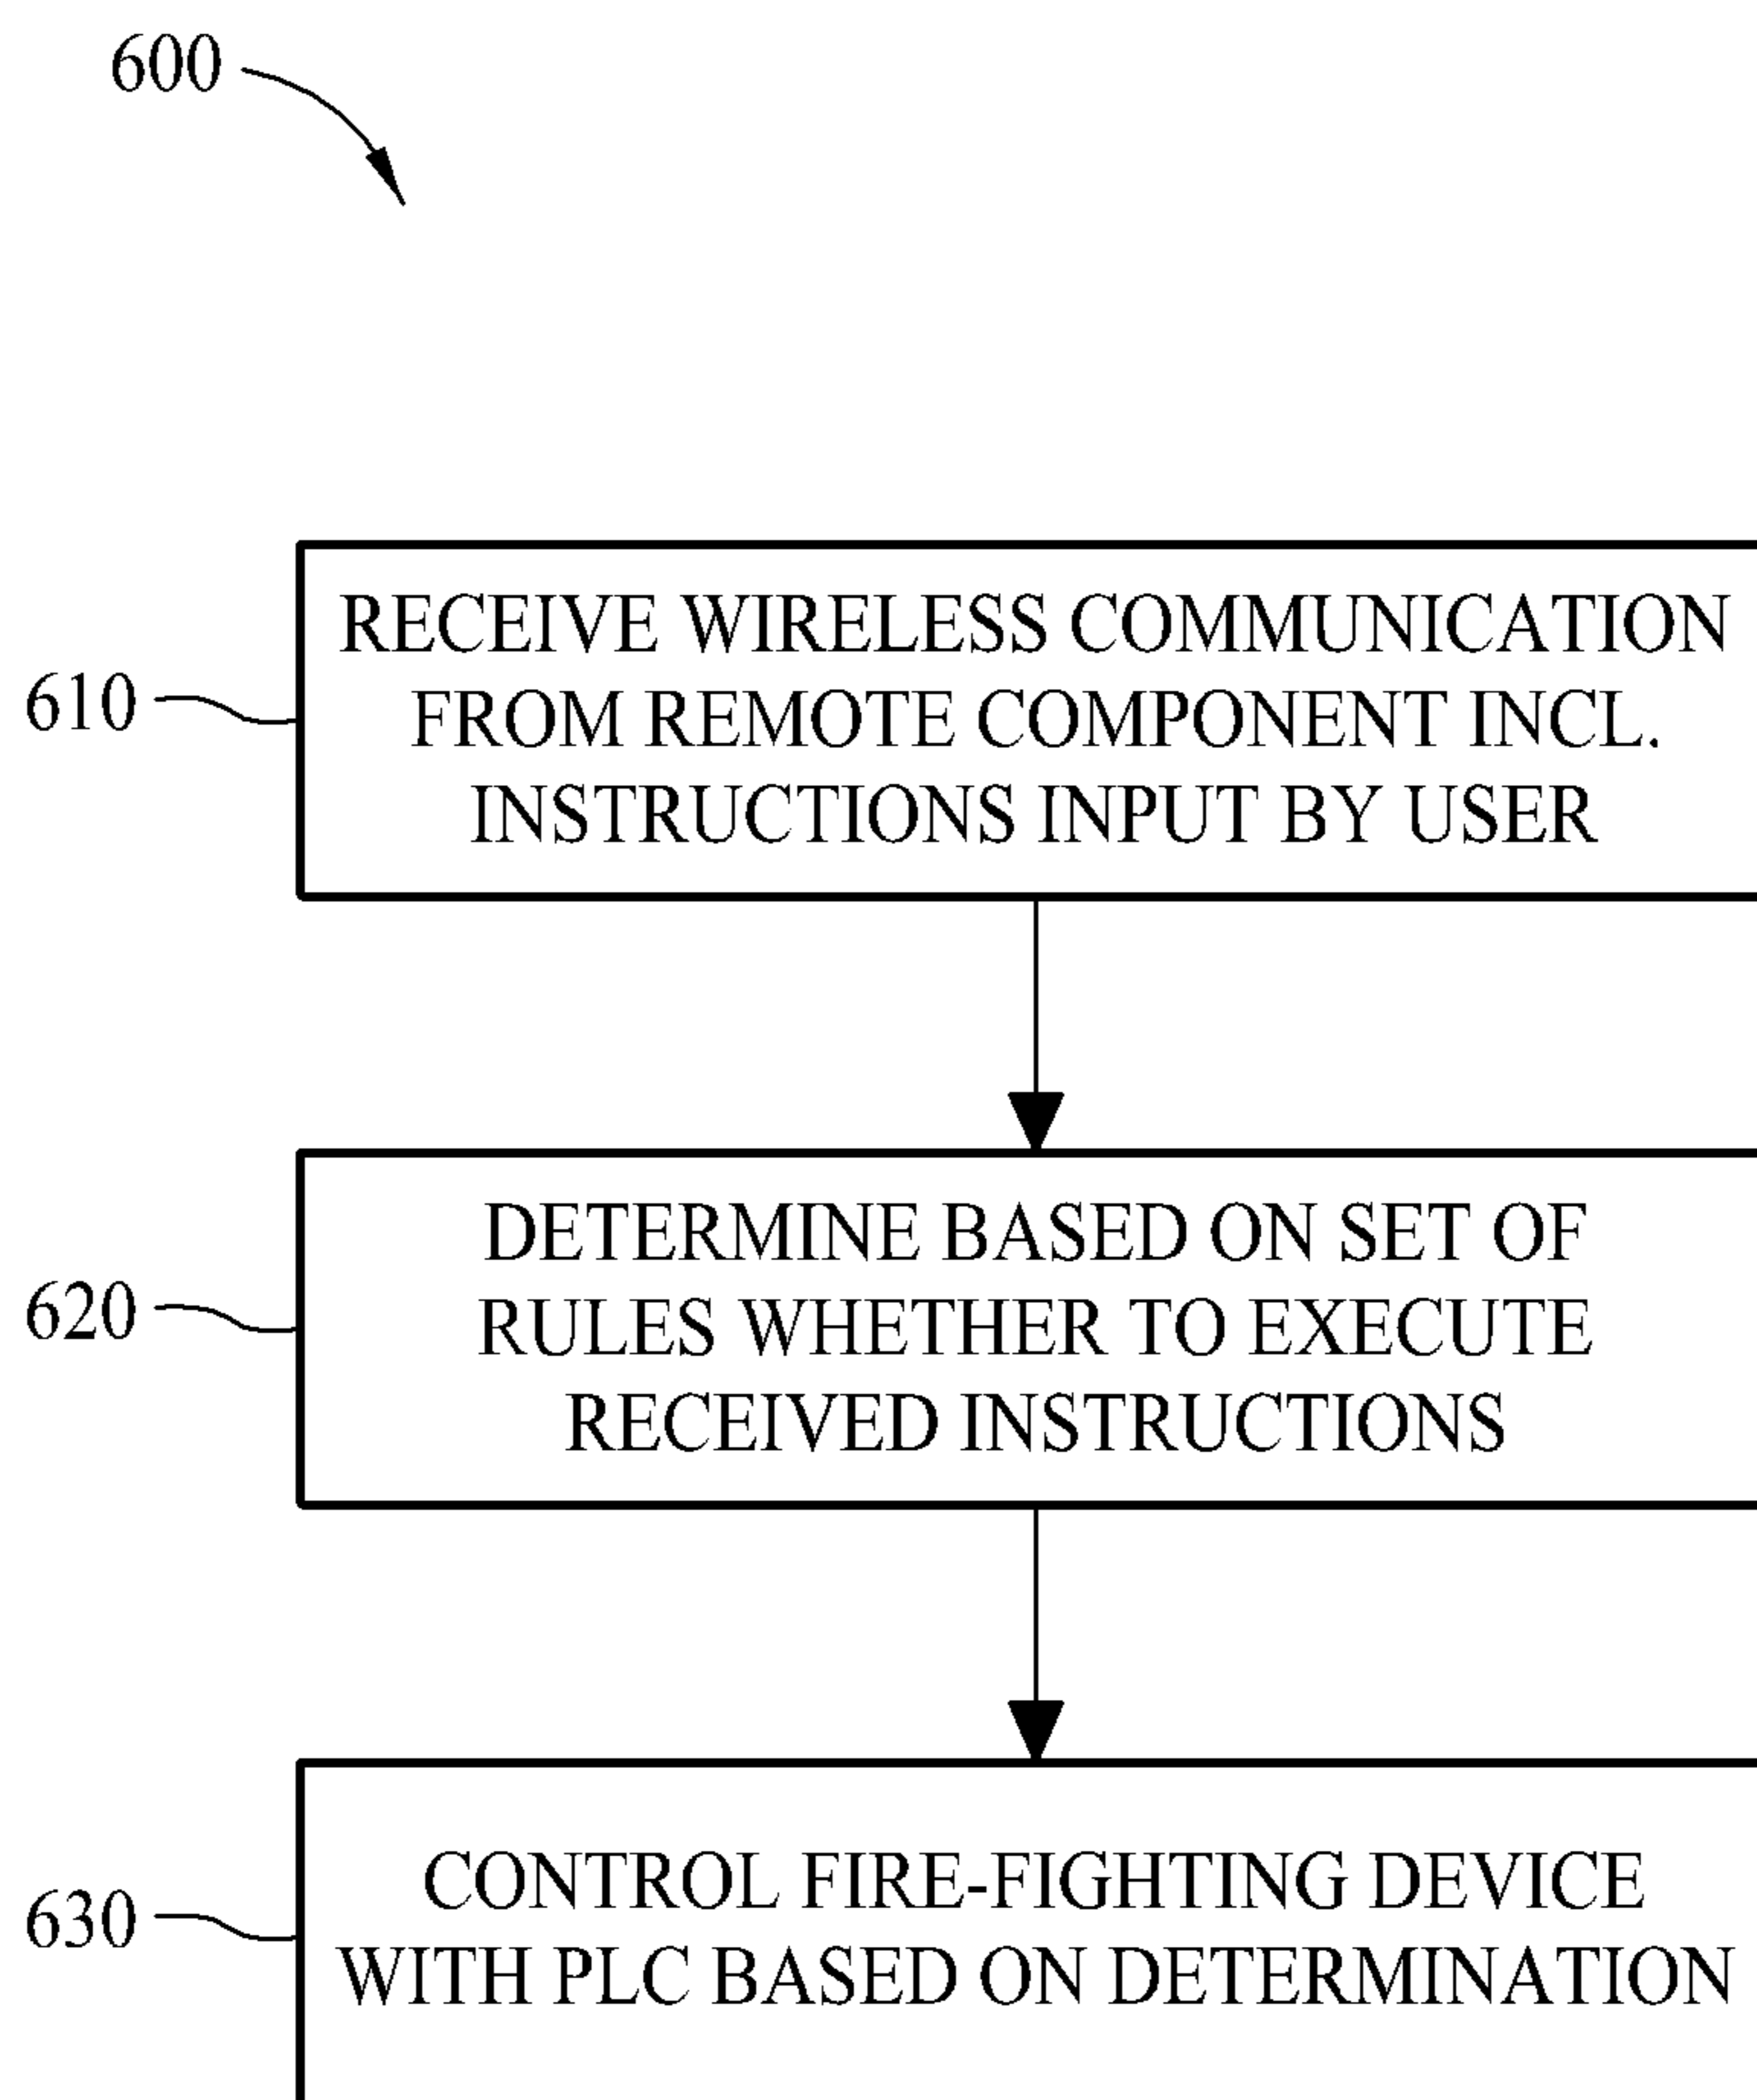 600
610
RECEIVE WIRELESS COMMUNICATION
FROM REMOTE COMPONENT INCL.
INSTRUCTIONS INPUT BY USER
620
DETERMINE BASED ON SET OF
RULES WHETHER TO EXECUTE
RECEIVED INSTRUCTIONS
630
CONTROL FIRE-FIGHTING DEVICE
WITH PLC BASED ON DETERMINATION